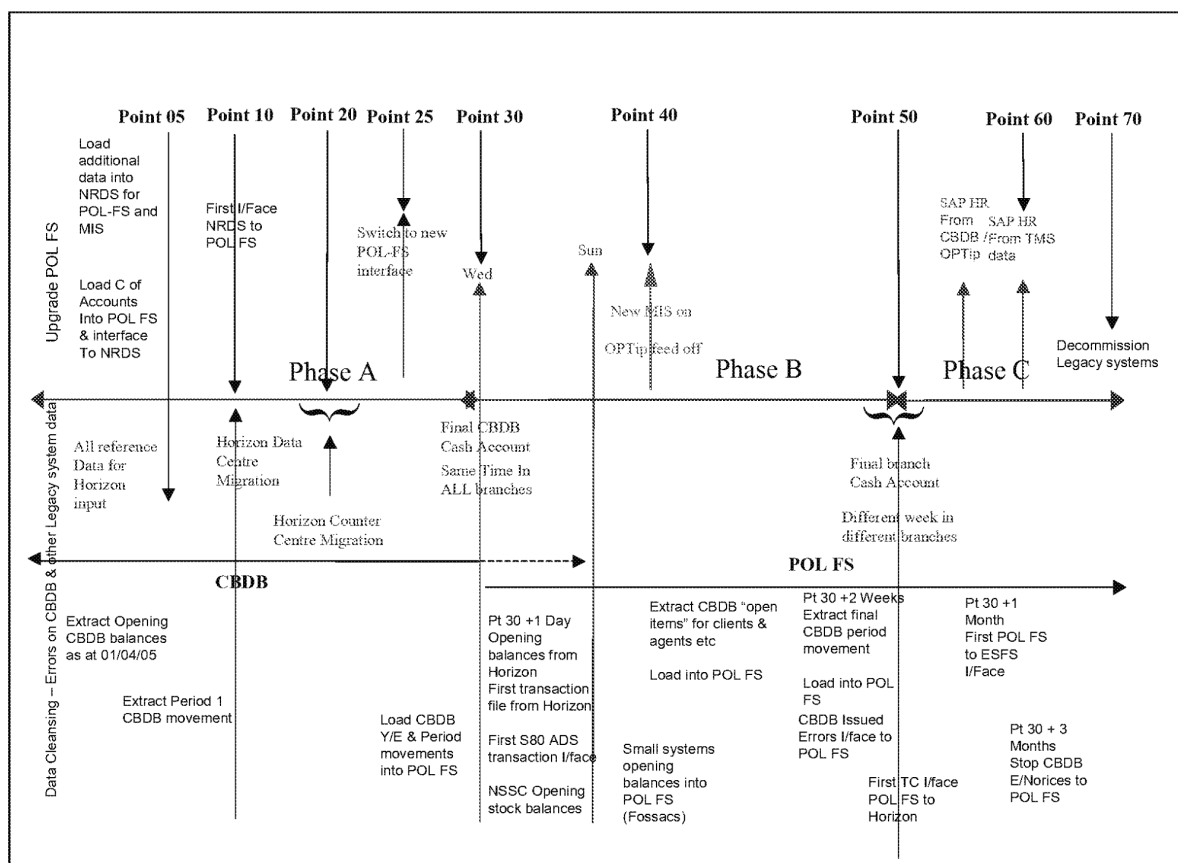 Point 05
Point 10
Point 20
Point 25
Point 30
Point 40
Point 50
Point 60
Point 70
Upgrade POL FS
Load
additional
data into
NRDS for
POL-FS and
MIS
Load C of
Accounts
Into POL FS
& interface
To NRDS
First I/Face
NRDS to
POL FS
Switch to new
POL-FS
interface
Wed
Sun
New MIS on
OPTip feed off
SAP HR
From
CBDB /
OPTip
SAP HR
From TMS
data
Decommission
Legacy systems
Phase A
Phase B
Phase C
Data Cleansing – Errors on CBDB & other Legacy system data
All reference
Data for
Horizon
input
Horizon Data
Centre
Migration
Horizon Counter
Centre Migration
Final CBDB
Cash Account
Same Time In
ALL branches
Final branch
Cash Account
Different week in
different branches
CBDB
POL FS
Extract Opening
CBDB balances
as at 01/04/05
Extract Period 1
CBDB movement
Load CBDB
Y/E & Period
movements
into POL FS
Pt 30 +1 Day
Opening
balances from
Horizon
First transaction
file from Horizon
First S80 ADS
transaction I/face
NSSC Opening
stock balances
Extract CBDB “open
items” for clients &
agents etc
Load into POL FS
Small systems
opening
balances into
POL FS
(Fossacs)
Pt 30 +2 Weeks
Extract final
CBDB period
movement
Load into POL
FS
CBDB Issued
Errors I/face to
POL FS
First TC I/face
POL FS to
Horizon
Pt 30 +1
Month
First POL FS
to ESFS
I/Face
Pt 30 + 3
Months
Stop CBDB
E/Norices to
POL FS